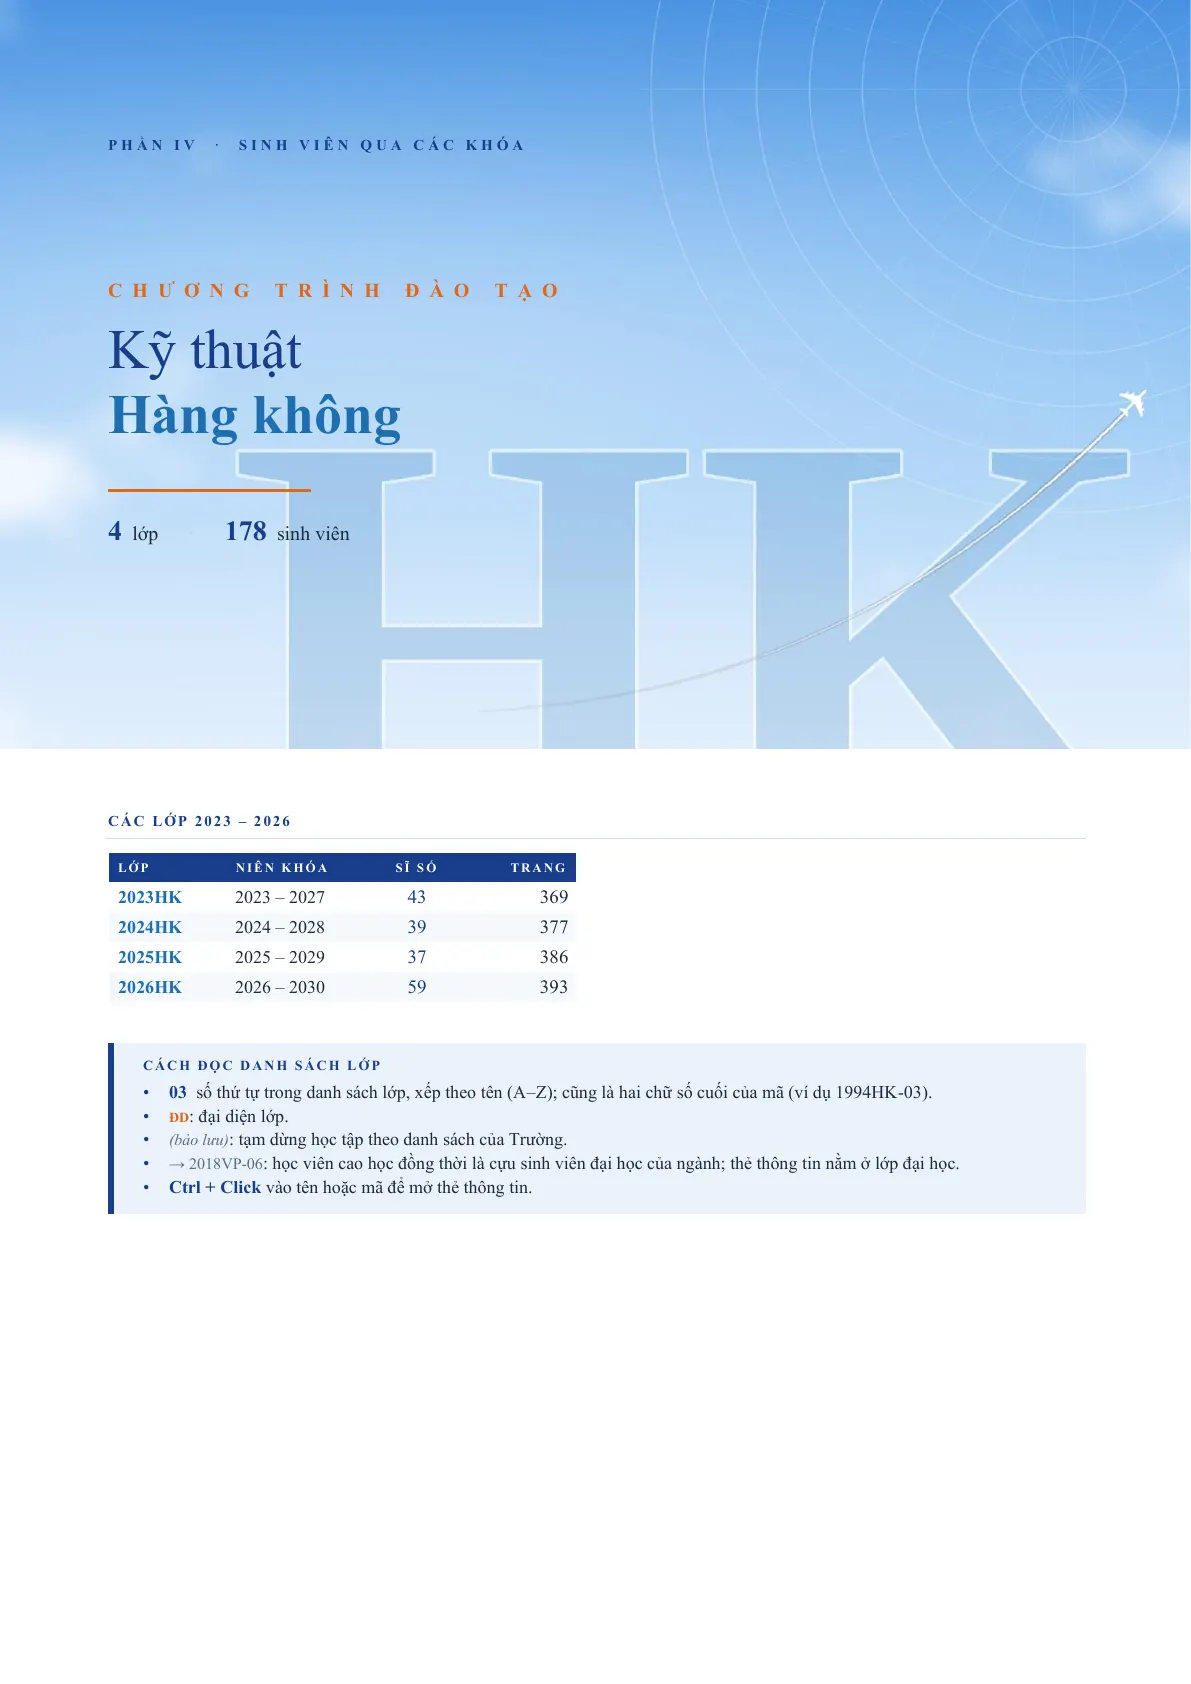 PHẦN IV · SINH VIÊN QUA CÁC KHÓA
CHƯƠNG TRÌNH ĐÀO TẠO
Kỹ thuật
Hàng không
HK
4 lớp · 178 sinh viên
CÁC LỚP 2023 – 2026
LỚP NIÊN KHÓA SĨ SỐ TRANG
2023HK 2023 – 2027 43 369
2024HK 2024 – 2028 39 377
2025HK 2025 – 2029 37 386
2026HK 2026 – 2030 59 393
CÁCH ĐỌC DANH SÁCH LỚP
• 03 số thứ tự trong danh sách lớp, xếp theo tên (A–Z); cũng là hai chữ số cuối của mã (ví dụ 1994HK-03).
• ĐD: đại diện lớp.
• (bảo lưu): tạm dừng học tập theo danh sách của Trường.
• → 2018VP-06: học viên cao học đồng thời là cựu sinh viên đại học của ngành; thẻ thông tin nằm ở lớp đại học.
• Ctrl + Click vào tên hoặc mã để mở thẻ thông tin.